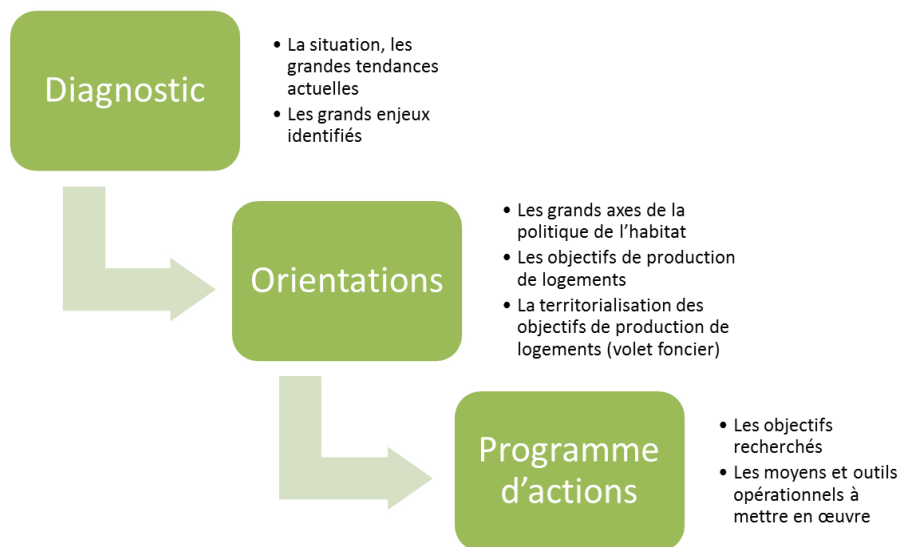 Diagnostic
• La situation, les
grandes tendances
actuelles
• Les grands enjeux
identifiés
Orientations
• Les grands axes de la
politique de l’habitat
• Les objectifs de production
de logements
• La territorialisation des
objectifs de production de
logements (volet foncier)
Programme
d’actions
• Les objectifs
recherchés
• Les moyens et outils
opérationnels à
mettre en œuvre